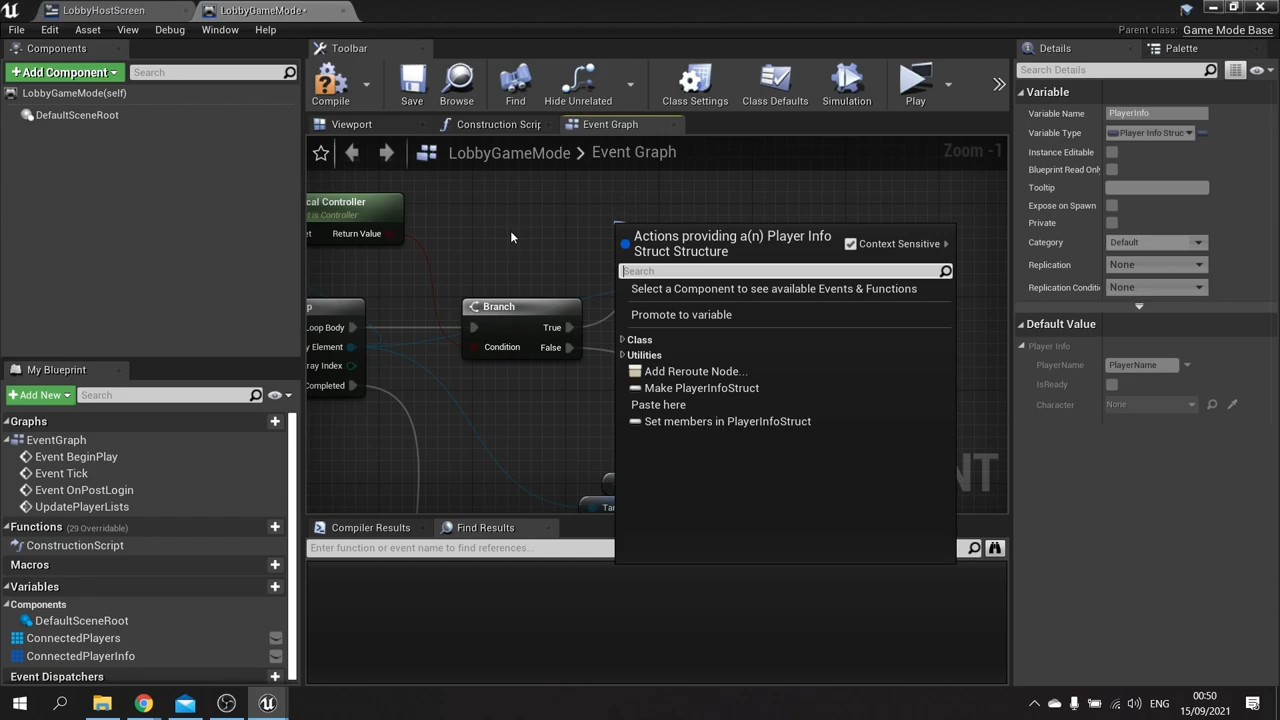 LobbyHostScreen
LobbyGameMode*
File Edit Asset View Debug Window Help
Parent class: Game Mode Base
Components
Add Component
Search
LobbyGameMode(self)
DefaultSceneRoot
Toolbar
Compile
Save
Browse
Find
Hide Unrelated
Class Settings
Class Defaults
Simulation
Play
Viewport
Construction Scrip
Event Graph
LobbyGameMode > Event Graph
Zoom -1
cal Controller
t is Controller
et Return Value
p
Loop Body
y Element
ray Index
Completed
Branch
True
Condition False
Ta
NT
Actions providing a(n) Player Info
Struct Structure
Context Sensitive
Search
Select a Component to see available Events & Functions
Promote to variable
Class
Utilities
Add Reroute Node...
Make PlayerInfoStruct
Paste here
Set members in PlayerInfoStruct
Compiler Results
Find Results
Enter function or event name to find references...
My Blueprint
Add New
Search
Graphs
EventGraph
Event BeginPlay
Event Tick
Event OnPostLogin
UpdatePlayerLists
Functions (29 Overridable)
ConstructionScript
Macros
Variables
Components
DefaultSceneRoot
ConnectedPlayers
ConnectedPlayerInfo
Event Dispatchers
Details
Palette
Search Details
Variable
Variable Name PlayerInfo
Variable Type Player Info Struc
Instance Editable
Blueprint Read Only
Tooltip
Expose on Spawn
Private
Category Default
Replication None
Replication Conditi None
Default Value
Player Info
PlayerName PlayerName
IsReady
Character None
ENG
00:50
15/09/2021